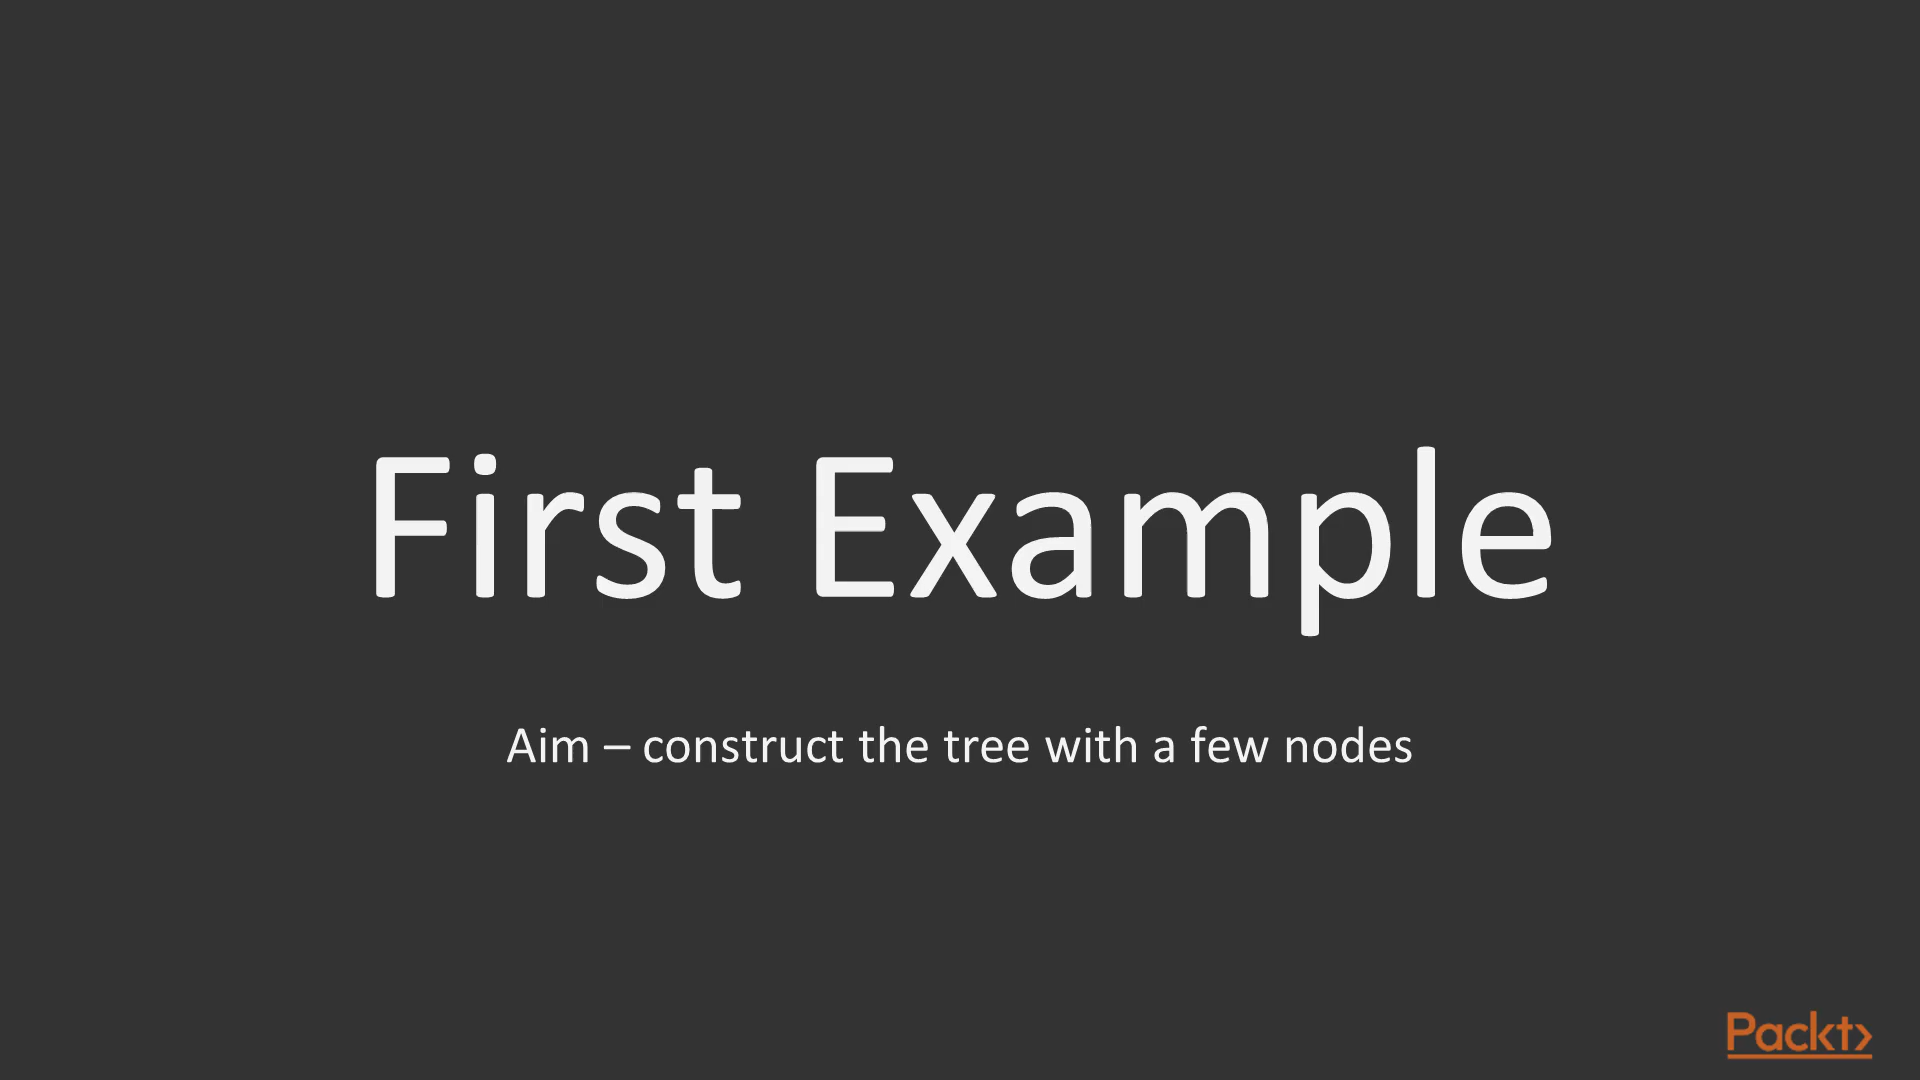 First Example
Aim – construct the tree with a few nodes
Packt>